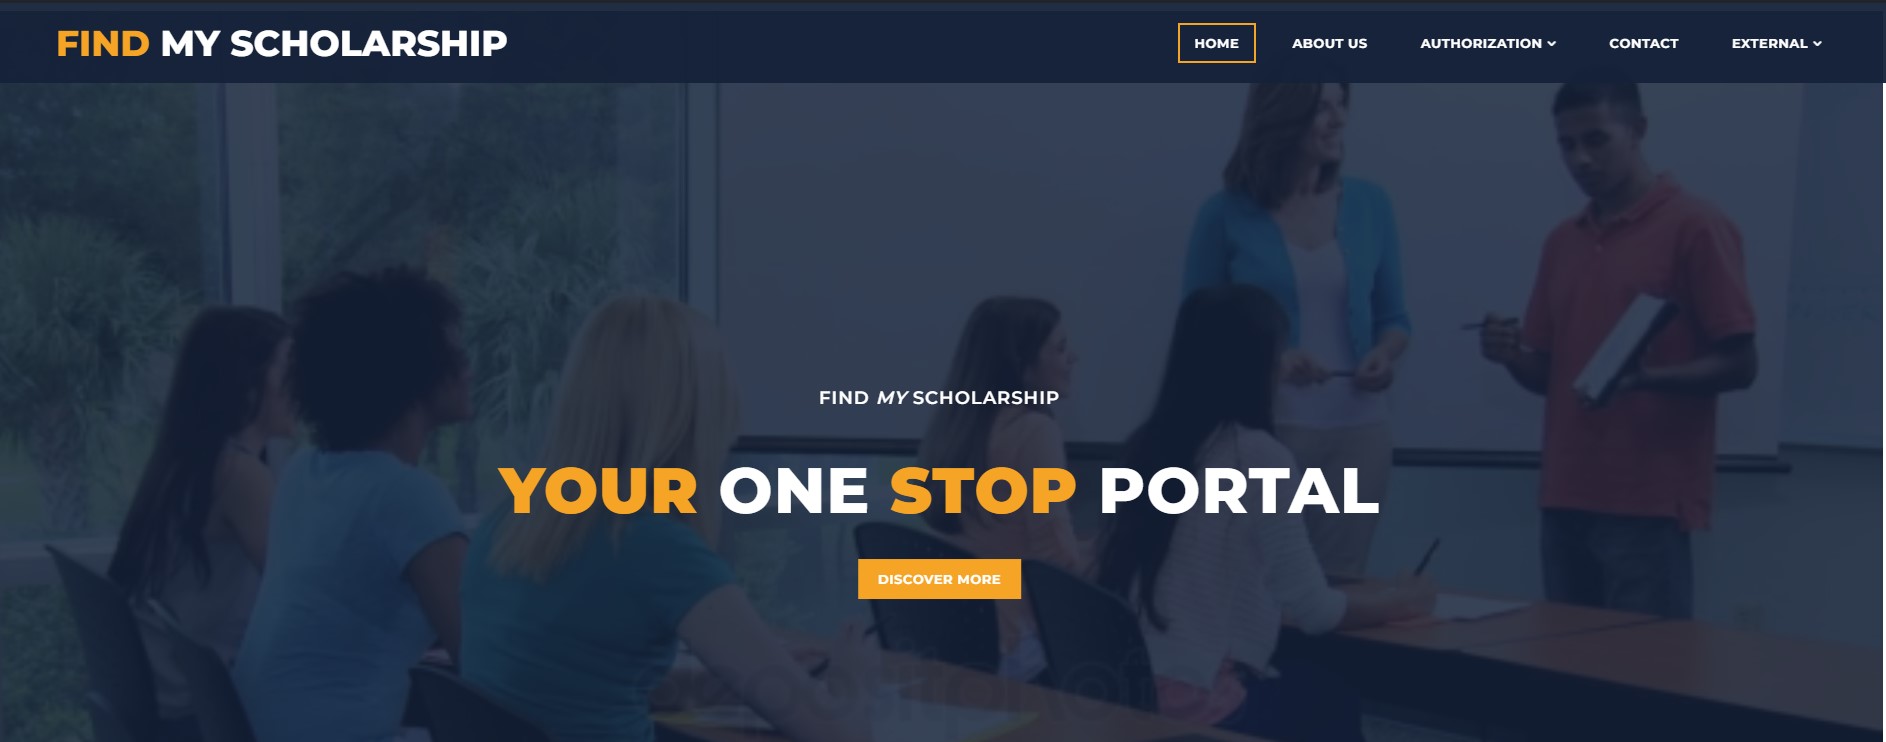 FIND MY SCHOLARSHIP
HOME
ABOUT US
AUTHORIZATION
CONTACT
EXTERNAL
FIND MY SCHOLARSHIP
YOUR ONE STOP PORTAL
DISCOVER MORE